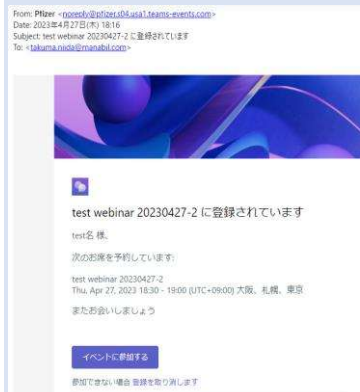 From: Pfizer <noreply@pfizer.s04.usa1.teams-events.com>
Date: 2023年4月27日(木) 18:16
Subject: test webinar 20230427-2 に登録されています
To: <takuma.niida@manabil.com>
test webinar 20230427-2 に登録されています
test名 様、
次のお席を予約しています:
test webinar 20230427-2
Thu, Apr 27, 2023 18:30 - 19:00 (UTC+09:00) 大阪、札幌、東京
またお会いしましょう
イベントに参加する
参加できない場合 登録を取り消します